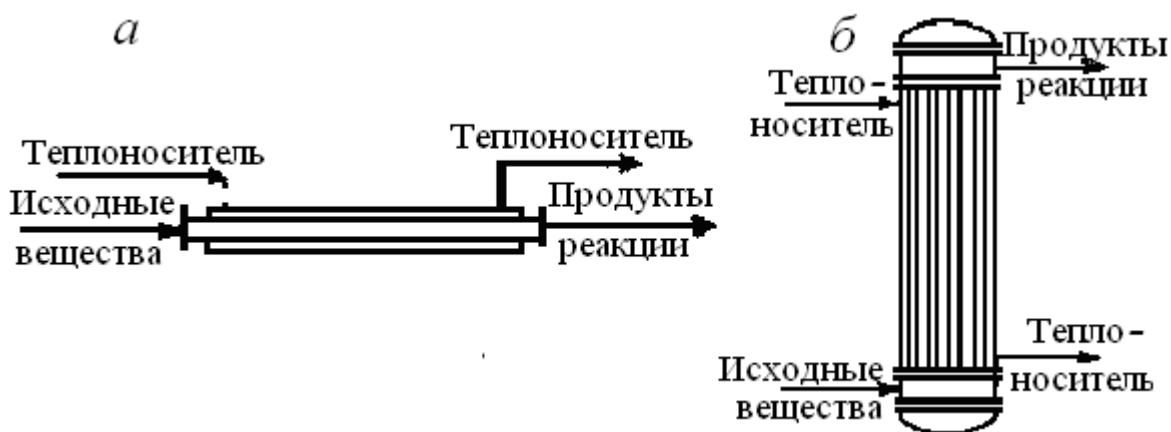 а
Теплоноситель
Исходные
вещества
Теплоноситель
Продукты
реакции
б
Тепло-
носитель
Продукты
реакции
Исходные
вещества
Тепло-
носитель